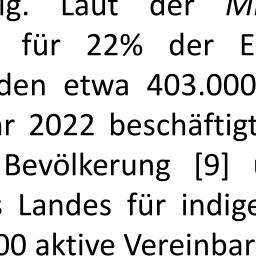 ig. Laut der M
für 22% der E
den etwa 403.000
r 2022 beschäftigt
Bevölkerung [9] u
s Landes für indige
00 aktive Vereinbar